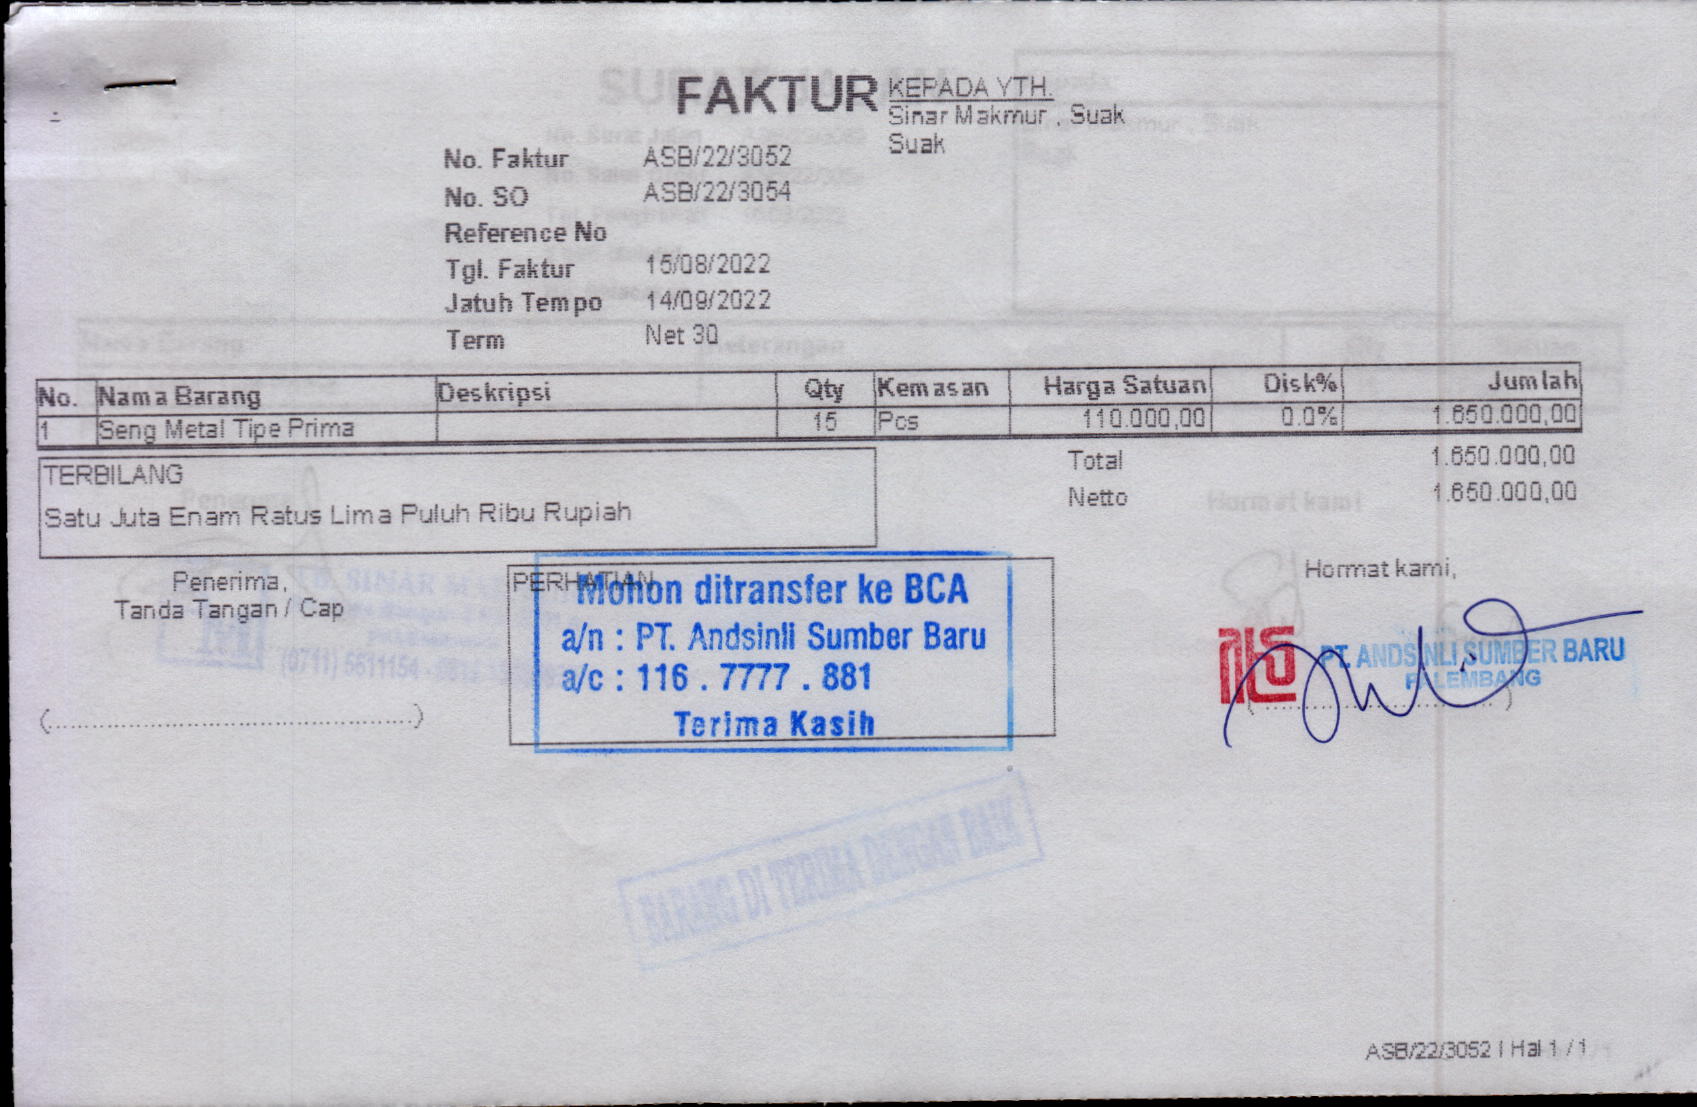 FAKTUR
KEPADA YTH.
Sinar Makmur , Suak
Suak
No. Faktur ASB/22/3052
No. SO ASB/22/3054
Reference No
Tgl. Faktur 15/08/2022
Jatuh Tempo 14/09/2022
Term Net 30
No. Nama Barang Deskripsi Qty Kemasan Harga Satuan Disk% Jumlah
1 Seng Metal Tipe Prima 15 Pcs 110.000,00 0.0% 1.650.000,00
Total 1.650.000,00
Netto 1.650.000,00
TERBILANG
Satu Juta Enam Ratus Lima Puluh Ribu Rupiah
Penerima,
Tanda Tangan / Cap
(............................................)
PERHATIAN
Mohon ditransfer ke BCA
a/n : PT. Andsinli Sumber Baru
a/c : 116 . 7777 . 881
Terima Kasih
Hormat kami,
PT. ANDSINLI SUMBER BARU
PALEMBANG
BARANG DI TERIMA DENGAN BAIK
ASB/22/3052 | Hal 1 / 1